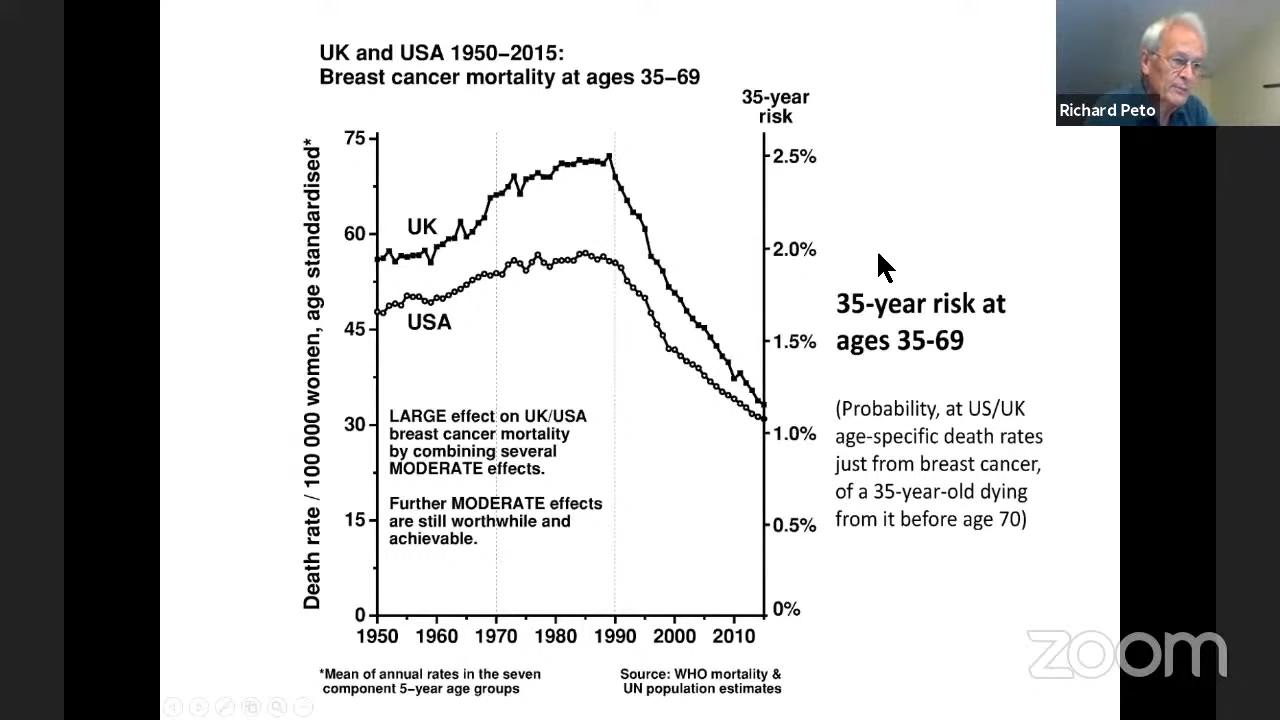 UK and USA 1950–2015:
Breast cancer mortality at ages 35–69
35-year
risk
Death rate / 100 000 women, age standardised*
75
60
45
30
15
0
UK
USA
2.5%
2.0%
1.5%
1.0%
0.5%
0%
LARGE effect on UK/USA
breast cancer mortality
by combining several
MODERATE effects.
Further MODERATE effects
are still worthwhile and
achievable.
1950 1960 1970 1980 1990 2000 2010
*Mean of annual rates in the seven
component 5–year age groups
Source: WHO mortality &
UN population estimates
35-year risk at
ages 35-69
(Probability, at US/UK
age-specific death rates
just from breast cancer,
of a 35-year-old dying
from it before age 70)
Richard Peto
zoom